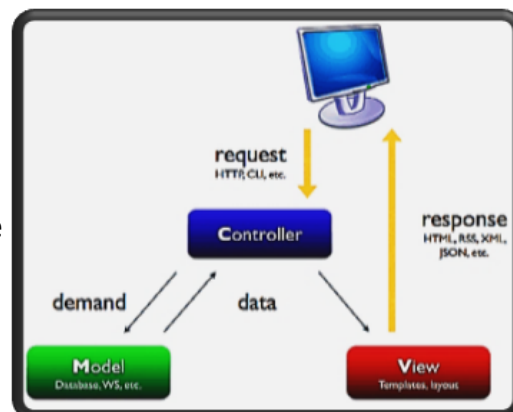 request
HTTP, CLI, etc.
Controller
response
HTML, RSS, XML,
JSON, etc.
demand
data
Model
Database, WS, etc.
View
Templates, layout